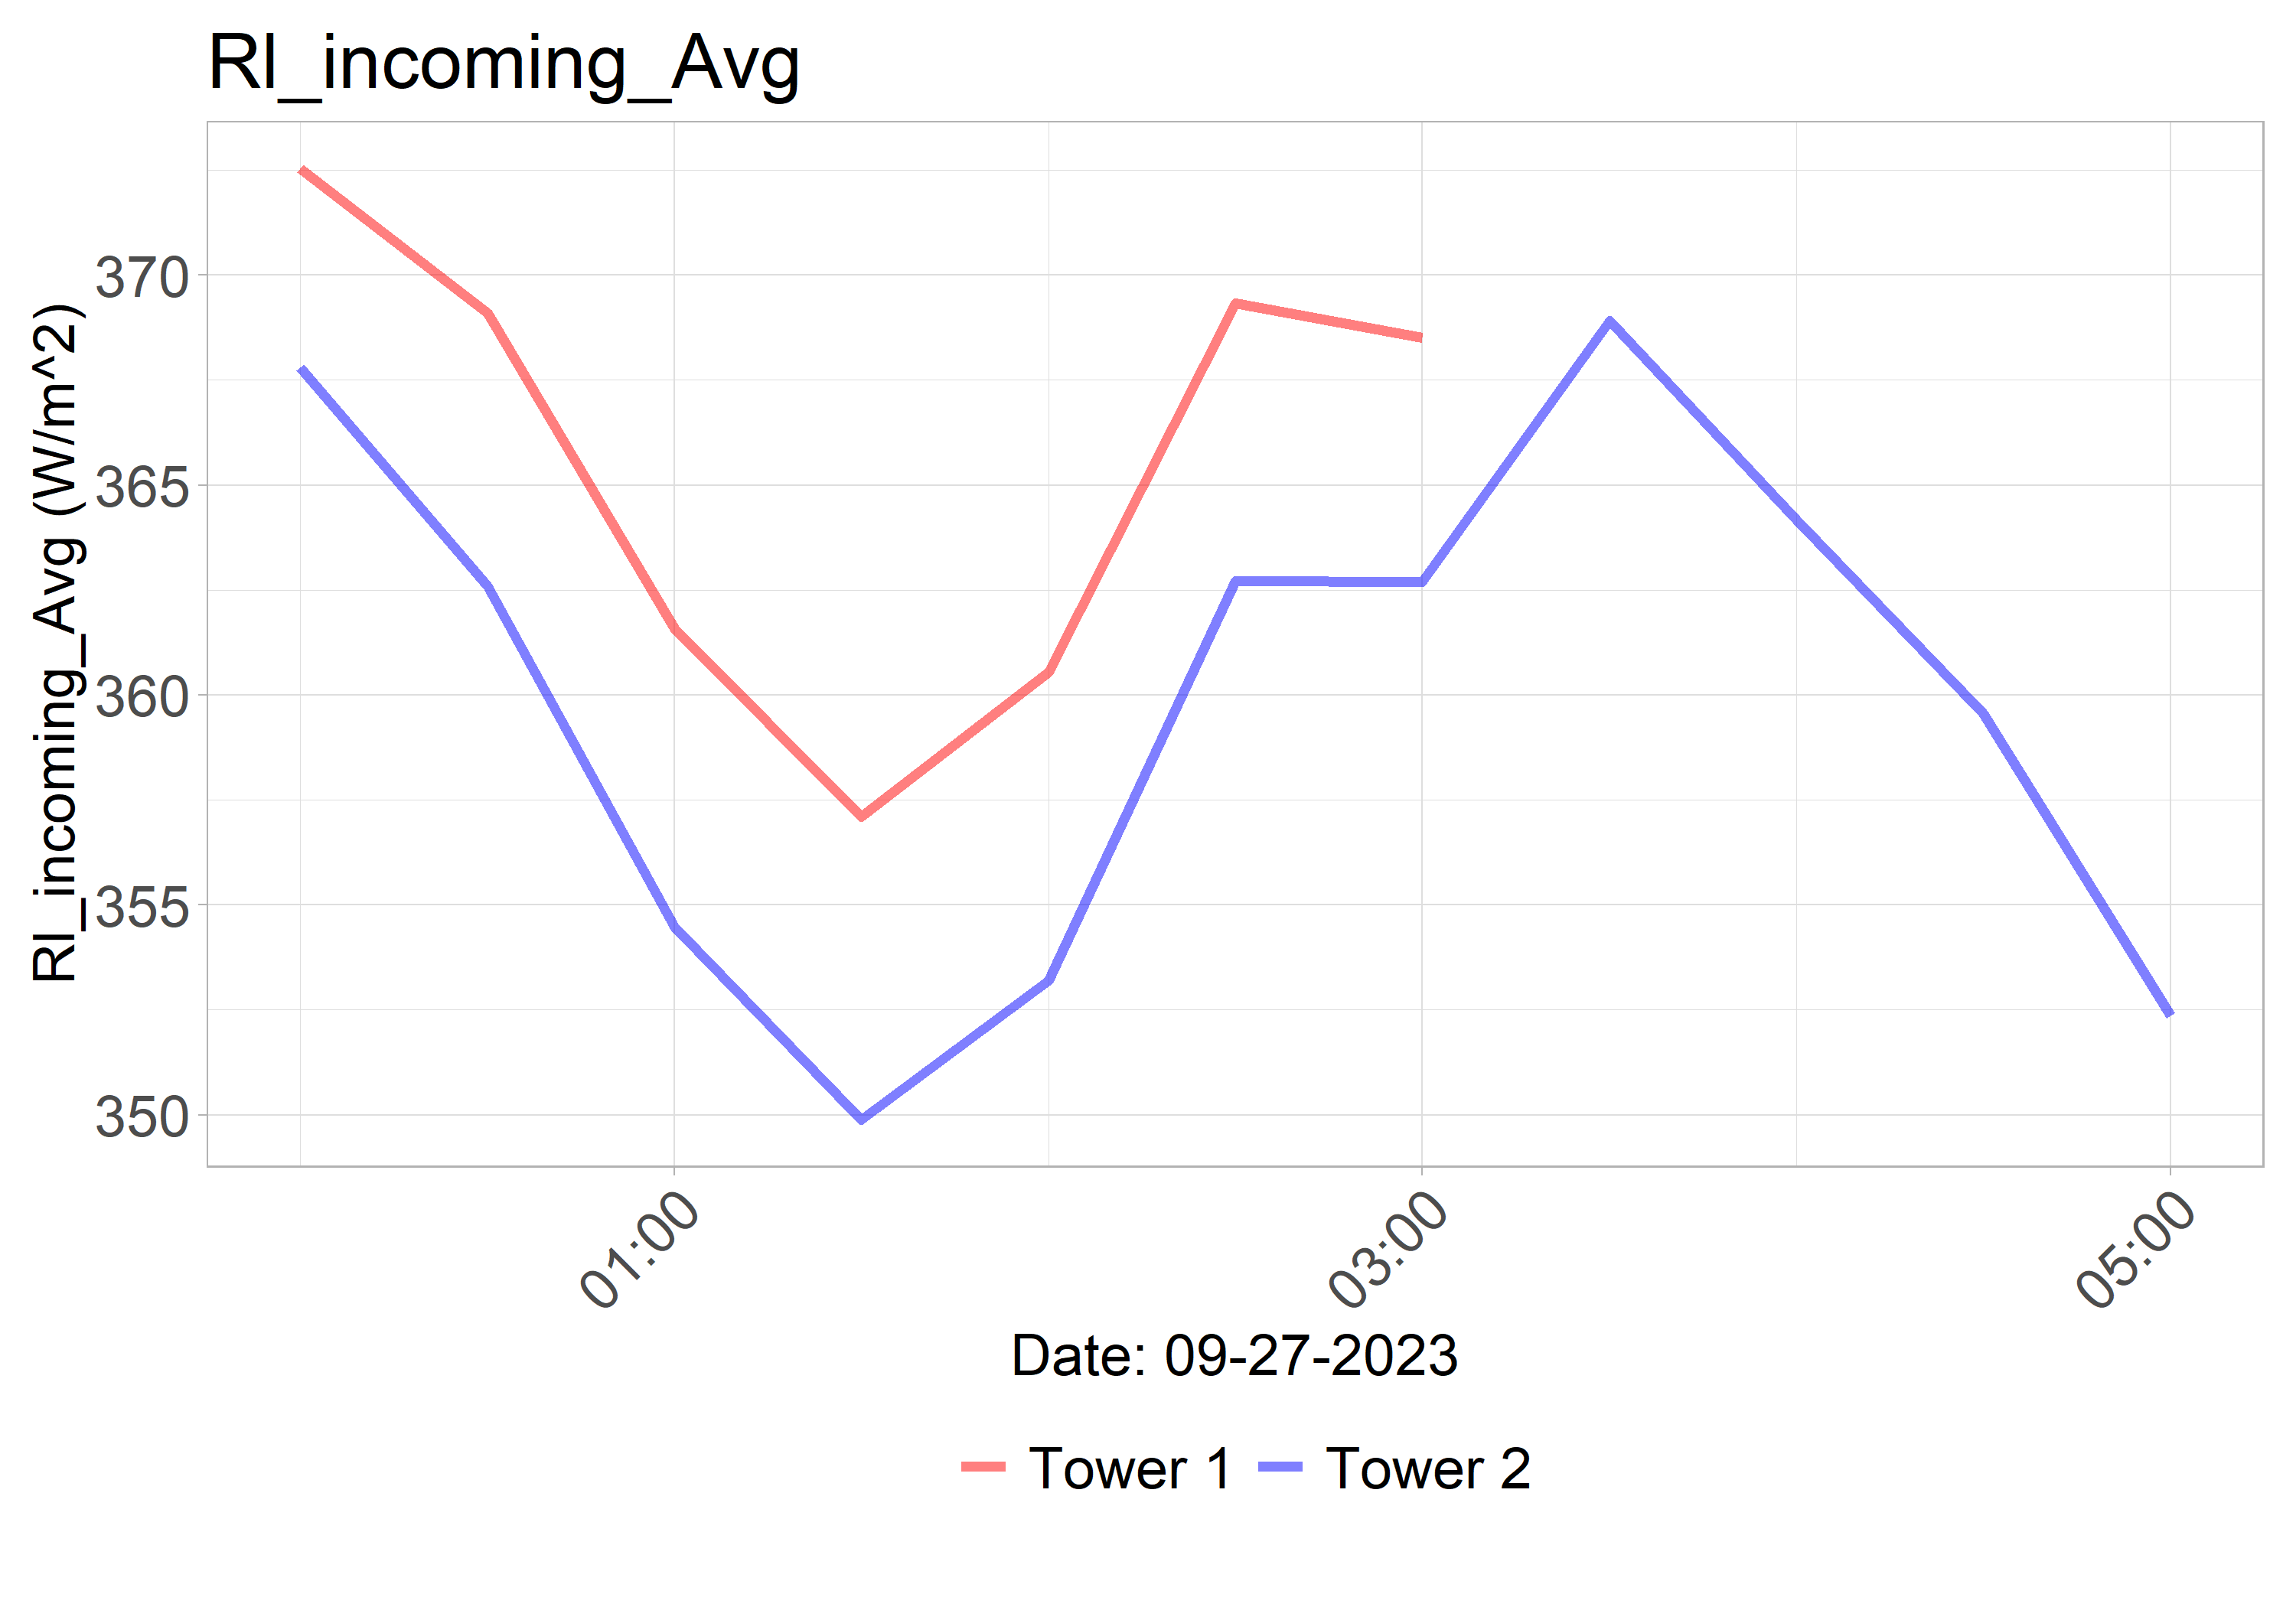 Rl_incoming_Avg
Rl_incoming_Avg (W/m^2)
370
365
360
355
350
01:00
03:00
05:00
Date: 09-27-2023
Tower 1
Tower 2